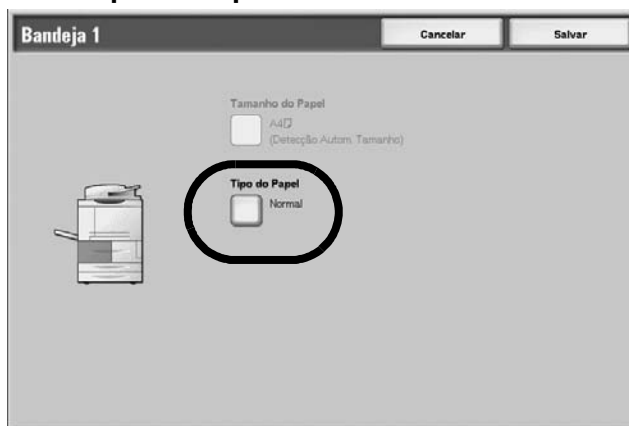 Bandeja 1
Cancelar
Salvar
Tamanho do Papel
A4
(Detecção Autom. Tamanho)
Tipo do Papel
Normal